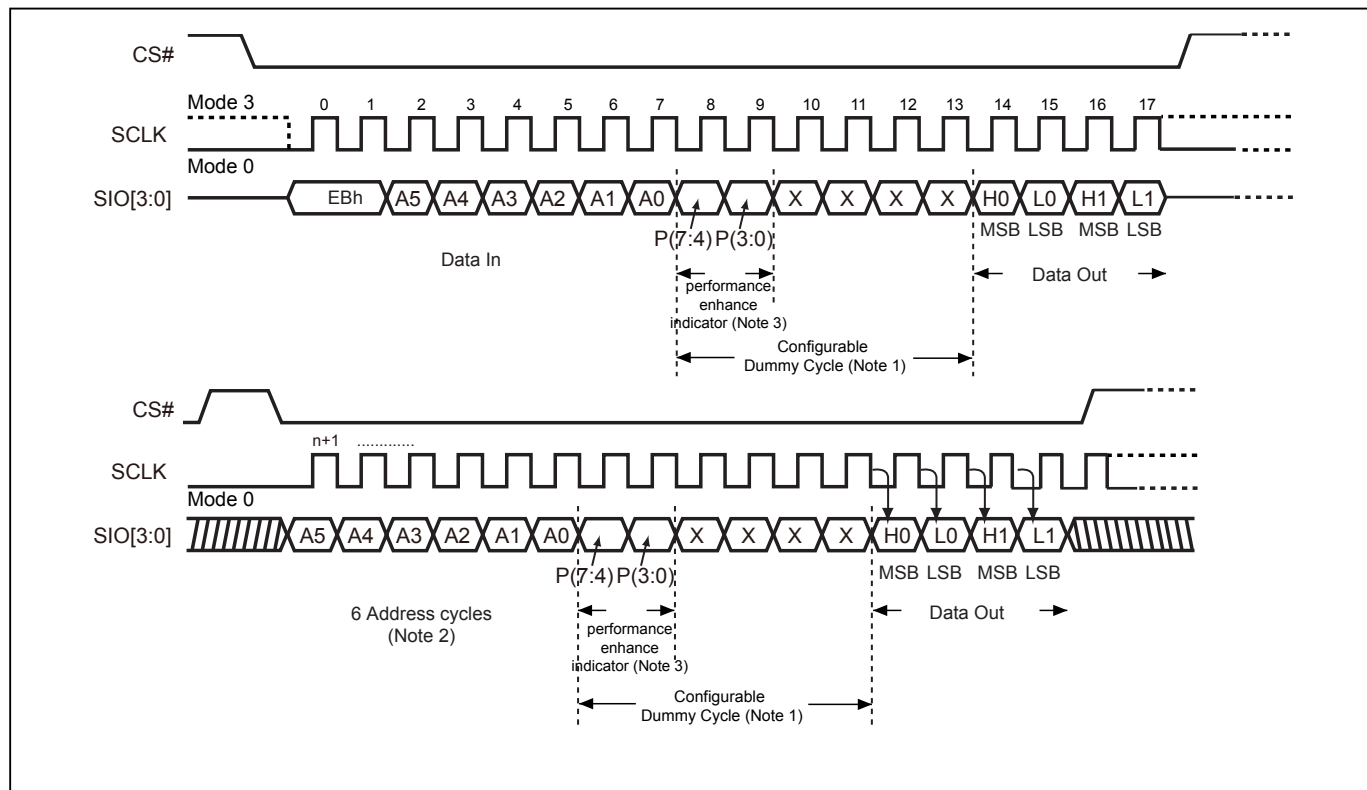 CS#
Mode 3
0 1 2 3 4 5 6 7 8 9 10 11 12 13 14 15 16 17
SCLK
Mode 0
SIO[3:0]
EBh A5 A4 A3 A2 A1 A0 X X X X H0 L0 H1 L1
P(7:4) P(3:0)
MSB LSB MSB LSB
Data In
Data Out
performance
enhance
indicator (Note 3)
Configurable
Dummy Cycle (Note 1)
CS#
n+1 .............
SCLK
Mode 0
SIO[3:0]
A5 A4 A3 A2 A1 A0 X X X X H0 L0 H1 L1
P(7:4) P(3:0)
MSB LSB MSB LSB
6 Address cycles
(Note 2)
Data Out
performance
enhance
indicator (Note 3)
Configurable
Dummy Cycle (Note 1)